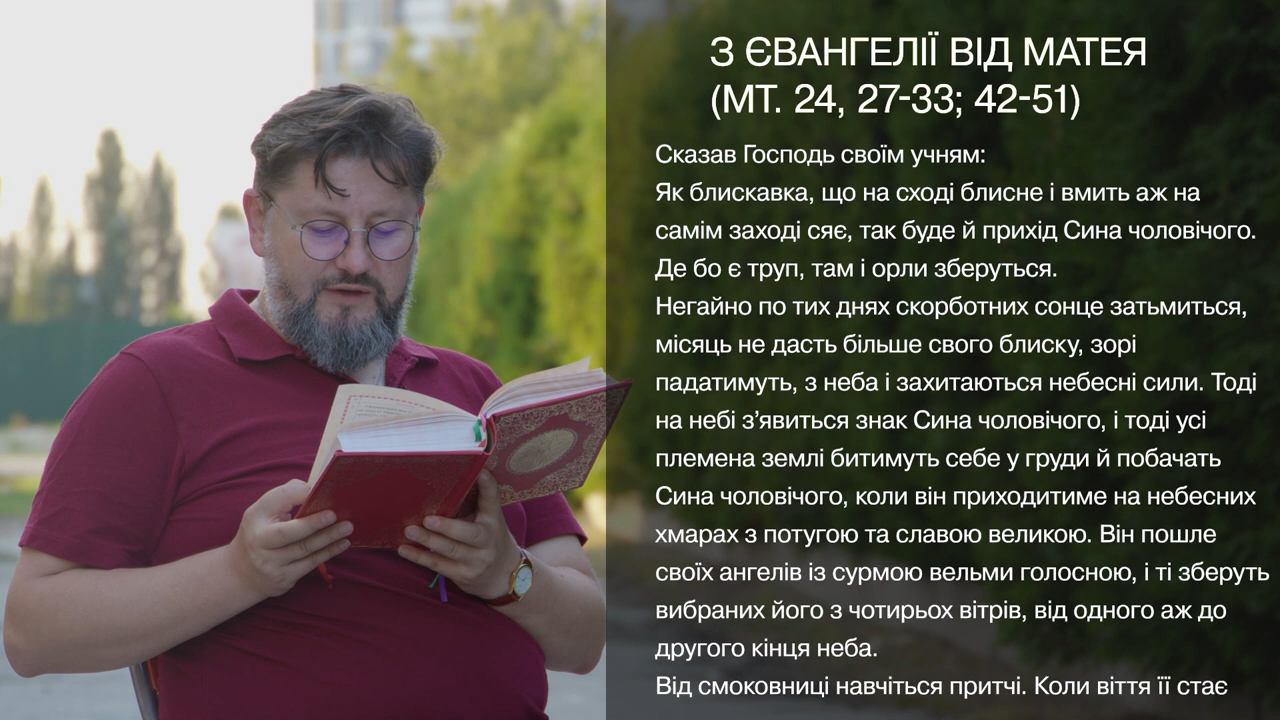 З ЄВАНГЕЛІЇ ВІД МАТЕЯ
(МТ. 24, 27-33; 42-51)
Сказав Господь своїм учням:
Як блискавка, що на сході блисне і вмить аж на
самім заході сяє, так буде й прихід Сина чоловічого.
Де бо є труп, там і орли зберуться.
Негайно по тих днях скорботних сонце затьмиться,
місяць не дасть більше свого блиску, зорі
падатимуть, з неба і захитаються небесні сили. Тоді
на небі з’явиться знак Сина чоловічого, і тоді усі
племена землі битимуть себе у груди й побачать
Сина чоловічого, коли він приходитиме на небесних
хмарах з потугою та славою великою. Він пошле
своїх ангелів із сурмою вельми голосною, і ті зберуть
вибраних його з чотирьох вітрів, від одного аж до
другого кінця неба.
Від смоковниці навчіться притчі. Коли віття її стає